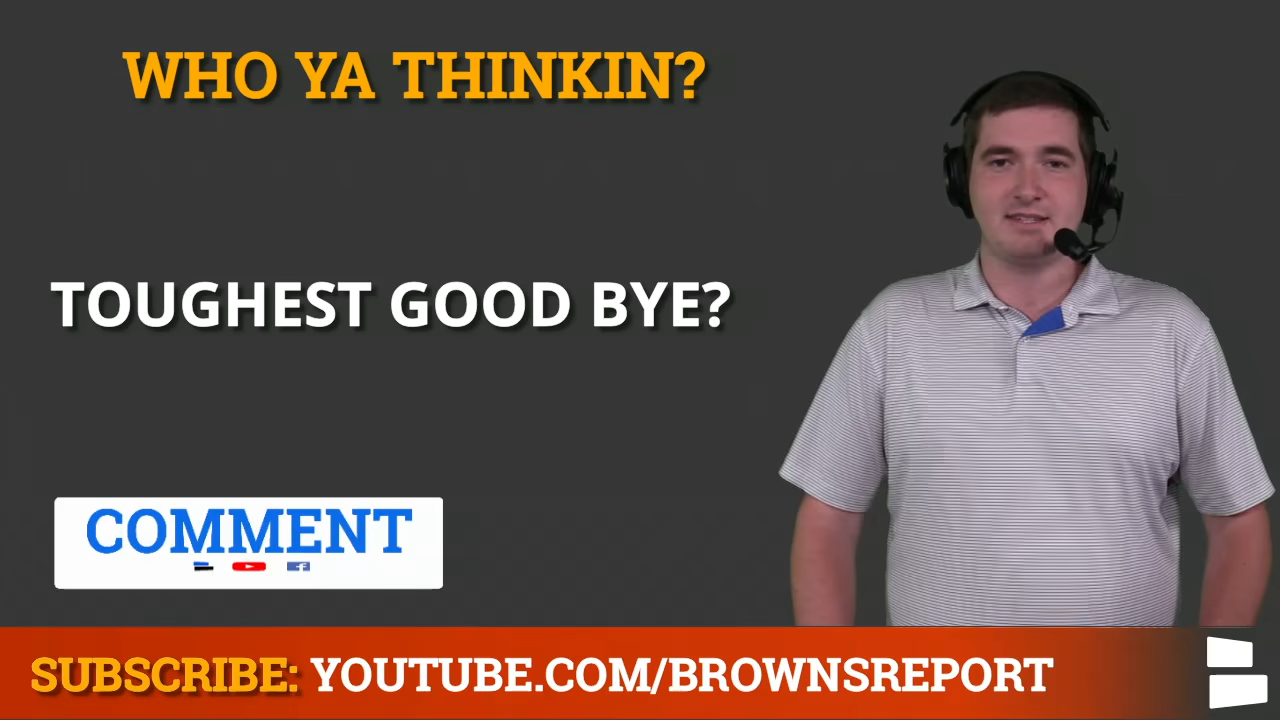 WHO YA THINKIN?
TOUGHEST GOOD BYE?
COMMENT
SUBSCRIBE: YOUTUBE.COM/BROWNSREPORT